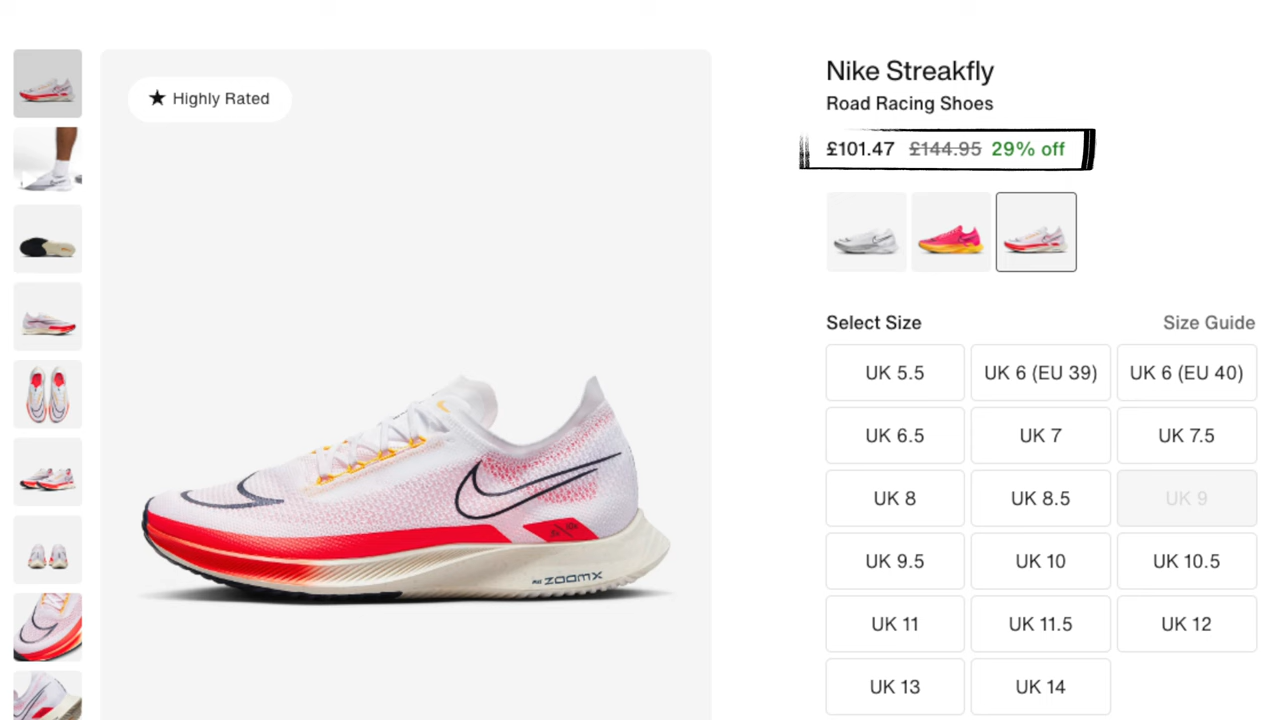 Highly Rated
Nike Streakfly
Road Racing Shoes
£101.47 £144.95 29% off
Select Size Size Guide
UK 5.5 UK 6 (EU 39) UK 6 (EU 40)
UK 6.5 UK 7 UK 7.5
UK 8 UK 8.5 UK 9
UK 9.5 UK 10 UK 10.5
UK 11 UK 11.5 UK 12
UK 13 UK 14
ZOOMX